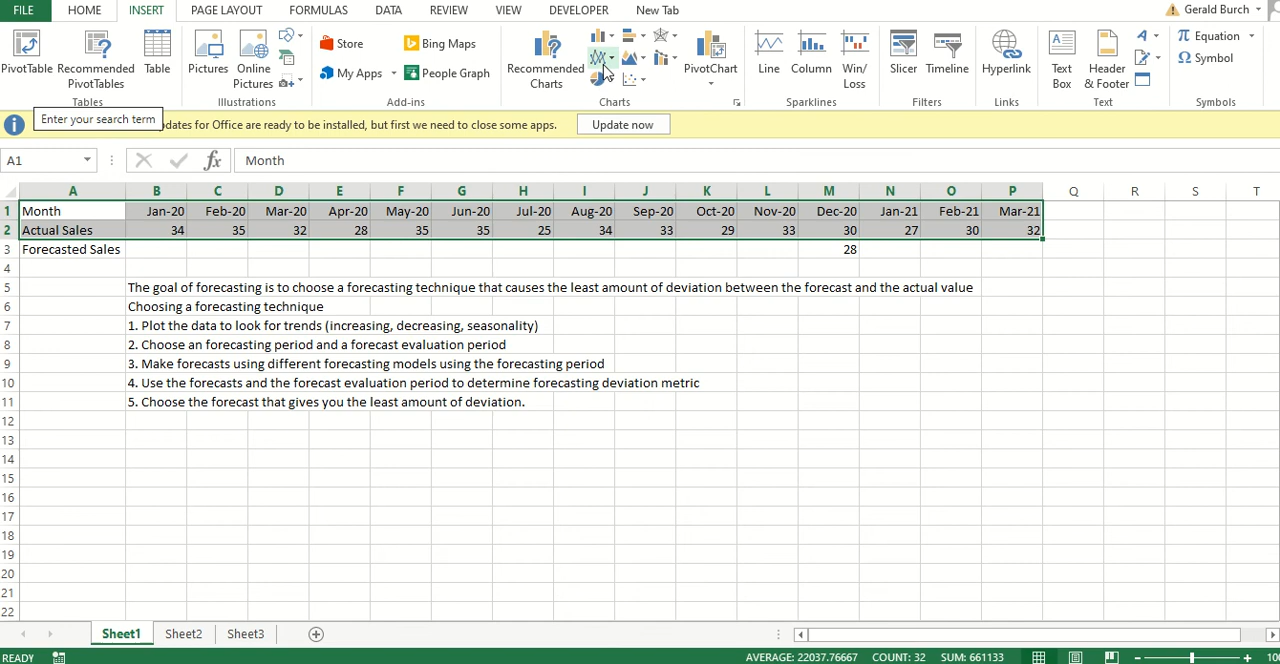 FILE HOME INSERT PAGE LAYOUT FORMULAS DATA REVIEW VIEW DEVELOPER New Tab Gerald Burch
PivotTable Recommended PivotTables Table Pictures Online Pictures Store My Apps Bing Maps People Graph Recommended Charts PivotChart Line Column Win/ Loss Slicer Timeline Hyperlink Text Box Header & Footer Equation Symbol
Tables Illustrations Add-ins Charts Sparklines Filters Links Text Symbols
Enter your search term
dates for Office are ready to be installed, but first we need to close some apps. Update now
A1 fx Month
A B C D E F G H I J K L M N O P Q R S T
1 Month Jan-20 Feb-20 Mar-20 Apr-20 May-20 Jun-20 Jul-20 Aug-20 Sep-20 Oct-20 Nov-20 Dec-20 Jan-21 Feb-21 Mar-21
2 Actual Sales 34 35 32 28 35 35 25 34 33 29 33 30 27 30 32
3 Forecasted Sales 28
4
5 The goal of forecasting is to choose a forecasting technique that causes the least amount of deviation between the forecast and the actual value
6 Choosing a forecasting technique
7 1. Plot the data to look for trends (increasing, decreasing, seasonality)
8 2. Choose an forecasting period and a forecast evaluation period
9 3. Make forecasts using different forecasting models using the forecasting period
10 4. Use the forecasts and the forecast evaluation period to determine forecasting deviation metric
11 5. Choose the forecast that gives you the least amount of deviation.
12
13
14
15
16
17
18
19
20
21
22
Sheet1 Sheet2 Sheet3
READY AVERAGE: 22037.76667 COUNT: 32 SUM: 661133